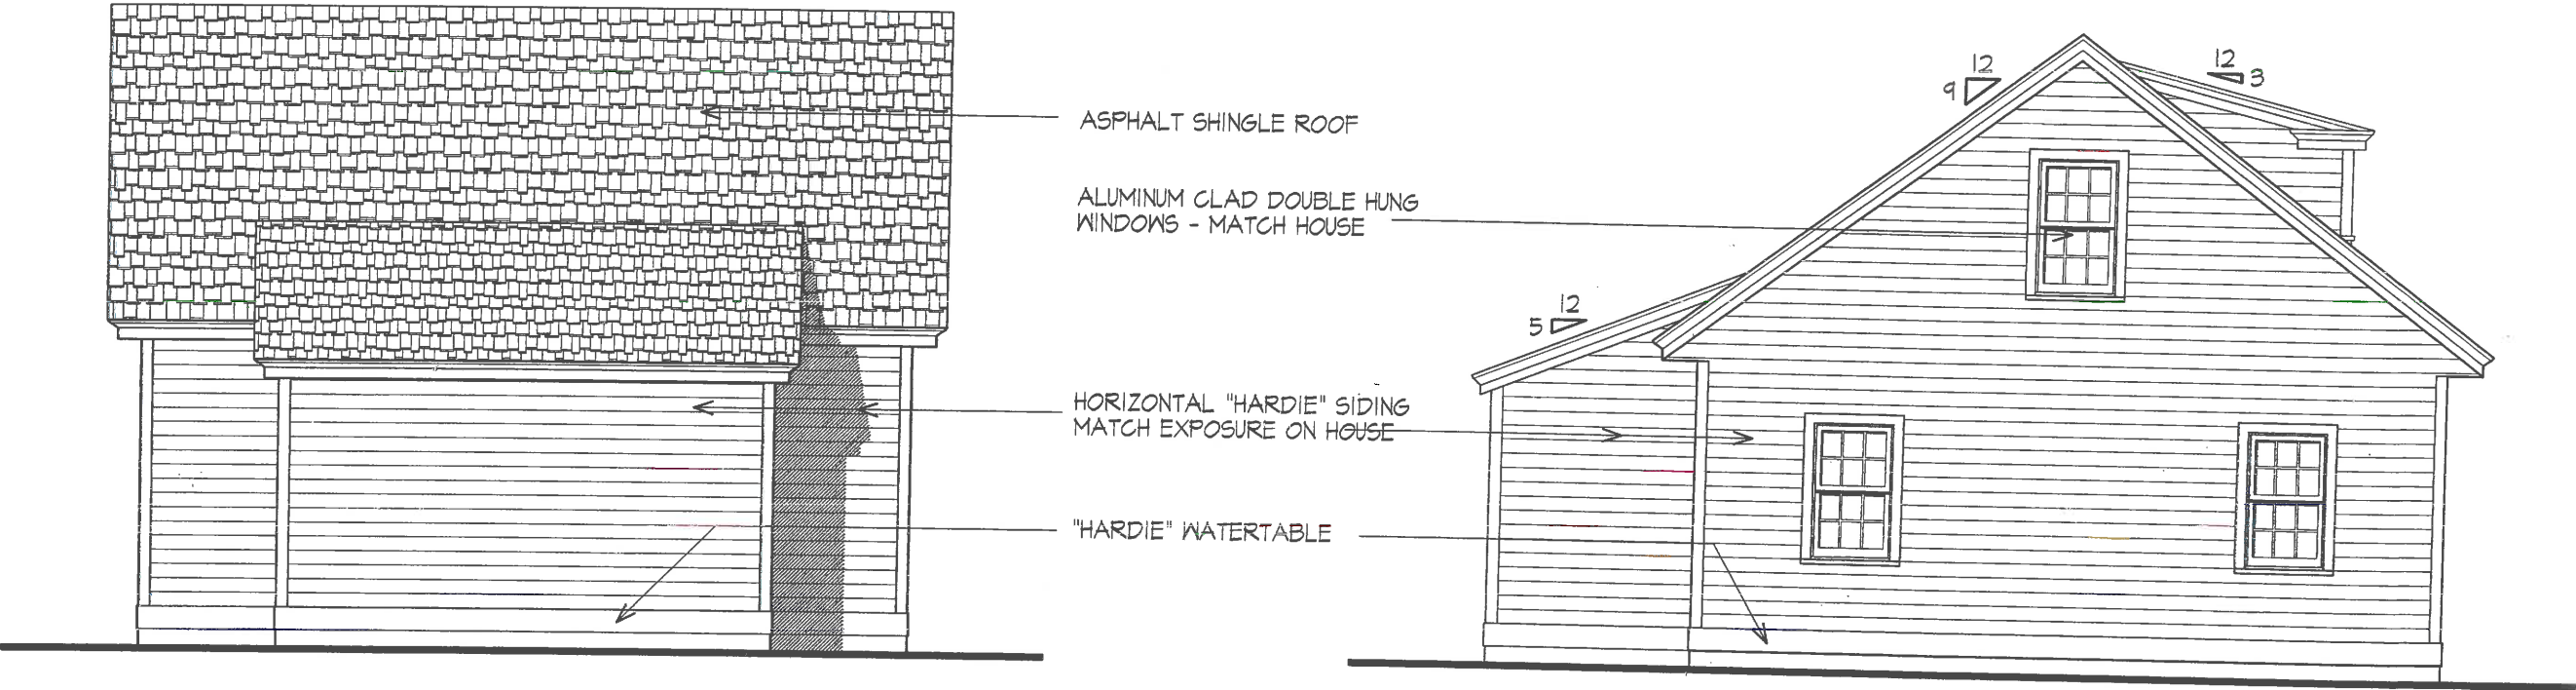 ASPHALT SHINGLE ROOF
ALUMINUM CLAD DOUBLE HUNG
WINDOWS - MATCH HOUSE
HORIZONTAL "HARDIE" SIDING
MATCH EXPOSURE ON HOUSE
"HARDIE" WATERTABLE
12
5
12
9
12
3